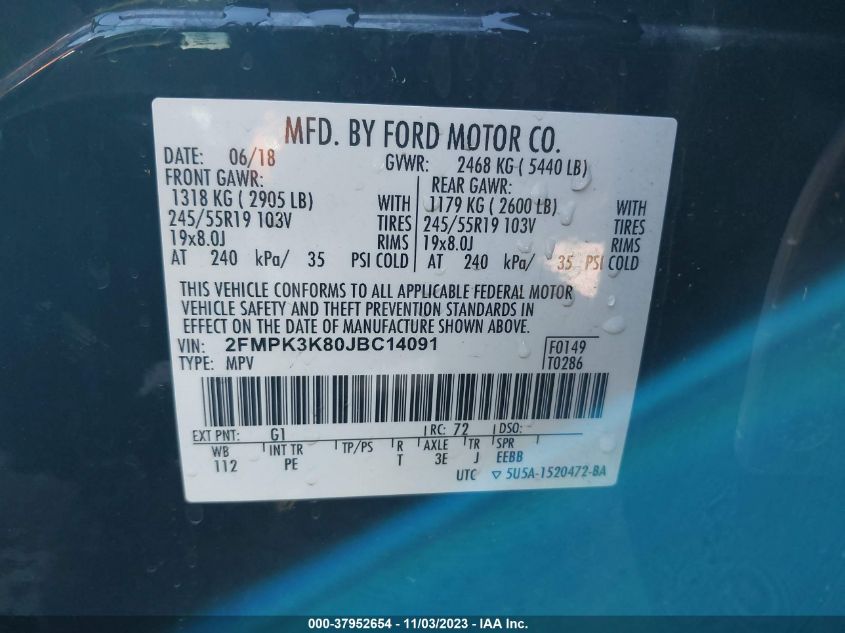 MFD. BY FORD MOTOR CO.
DATE: 06/18 GVWR: 2468 KG ( 5440 LB)
FRONT GAWR: REAR GAWR:
1318 KG ( 2905 LB) WITH 1179 KG ( 2600 LB) WITH
245/55R19 103V TIRES 245/55R19 103V TIRES
19x8.0J RIMS 19x8.0J RIMS
AT 240 kPa/ 35 PSI COLD AT 240 kPa/ 35 PSI COLD
THIS VEHICLE CONFORMS TO ALL APPLICABLE FEDERAL MOTOR
VEHICLE SAFETY AND THEFT PREVENTION STANDARDS IN
EFFECT ON THE DATE OF MANUFACTURE SHOWN ABOVE.
VIN: 2FMPK3K80JBC14091 F0149
TYPE: MPV T0286
EXT PNT: G1 RC: 72 DSO:
WB INT TR TP/PS R AXLE TR SPR
112 PE T 3E J EEBB
UTC ▽ 5U5A-1520472-BA
000-37952654 - 11/03/2023 - IAA Inc.